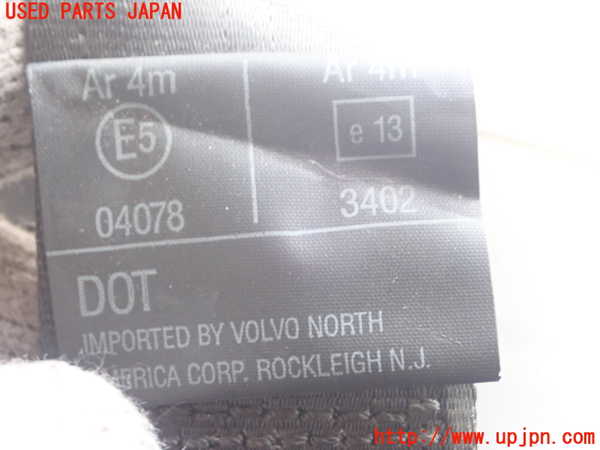 USED PARTS JAPAN
Ar 4m
E5
04078
Ar 4m
e 13
3402
DOT
IMPORTED BY VOLVO NORTH
AMERICA CORP. ROCKLEIGH N.J.
http://www.upjpn.com